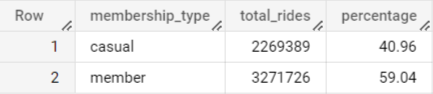 Row membership_type total_rides percentage
1 casual 2269389 40.96
2 member 3271726 59.04